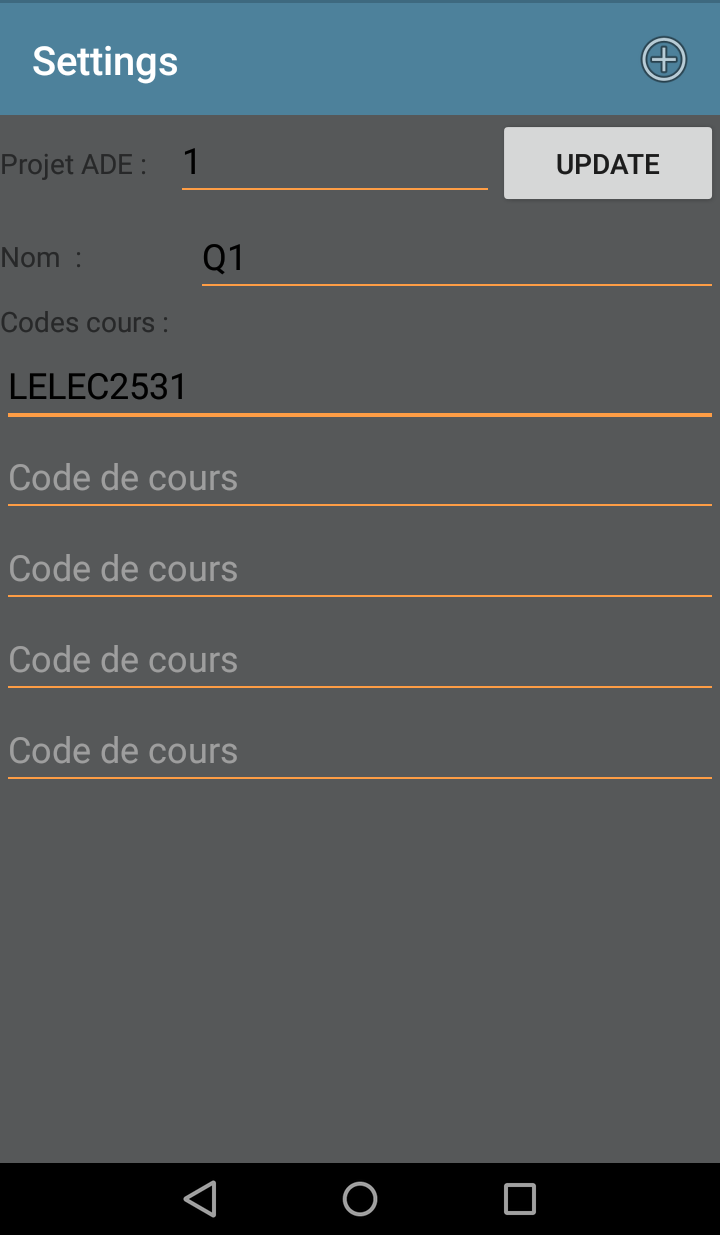 Settings
Projet ADE : 1 UPDATE
Nom : Q1
Codes cours :
LELEC2531
Code de cours
Code de cours
Code de cours
Code de cours